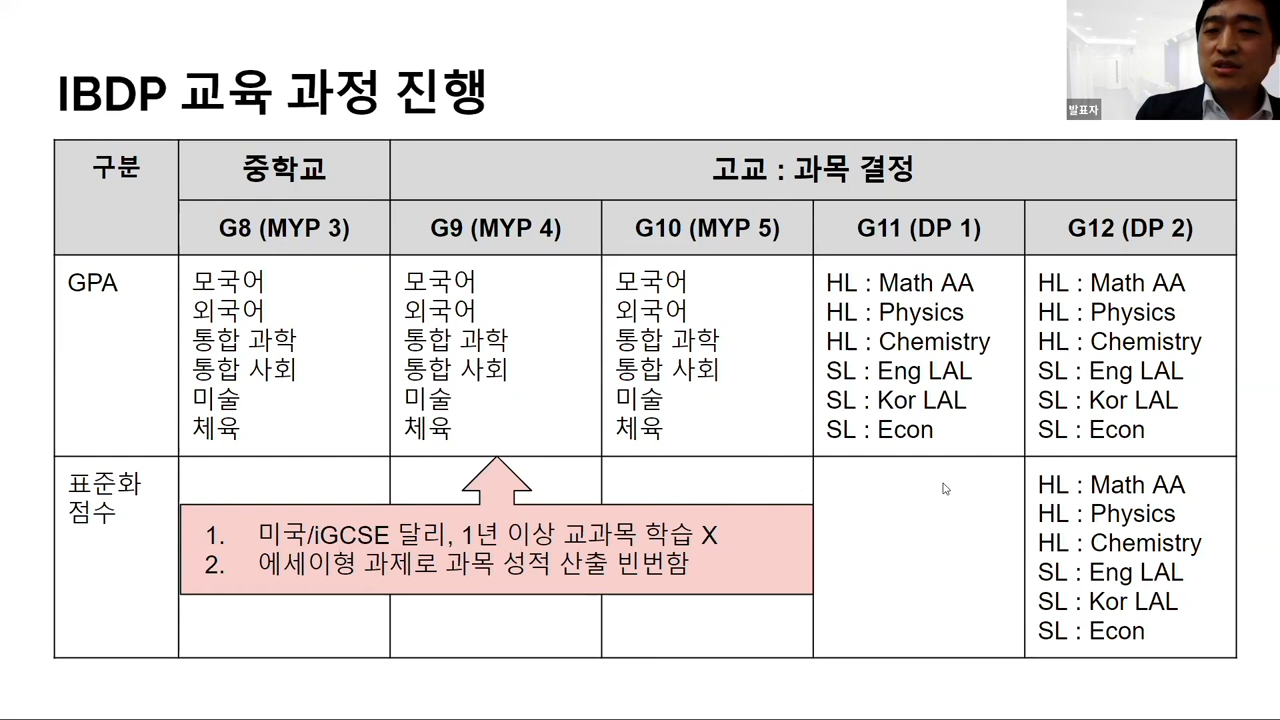 IBDP 교육 과정 진행
발표자
구분
중학교
고교 : 과목 결정
G8 (MYP 3)
G9 (MYP 4)
G10 (MYP 5)
G11 (DP 1)
G12 (DP 2)
GPA
모국어
외국어
통합 과학
통합 사회
미술
체육
모국어
외국어
통합 과학
통합 사회
미술
체육
모국어
외국어
통합 과학
통합 사회
미술
체육
HL : Math AA
HL : Physics
HL : Chemistry
SL : Eng LAL
SL : Kor LAL
SL : Econ
HL : Math AA
HL : Physics
HL : Chemistry
SL : Eng LAL
SL : Kor LAL
SL : Econ
표준화
점수
1. 미국/iGCSE 달리, 1년 이상 교과목 학습 X
2. 에세이형 과제로 과목 성적 산출 빈번함
HL : Math AA
HL : Physics
HL : Chemistry
SL : Eng LAL
SL : Kor LAL
SL : Econ